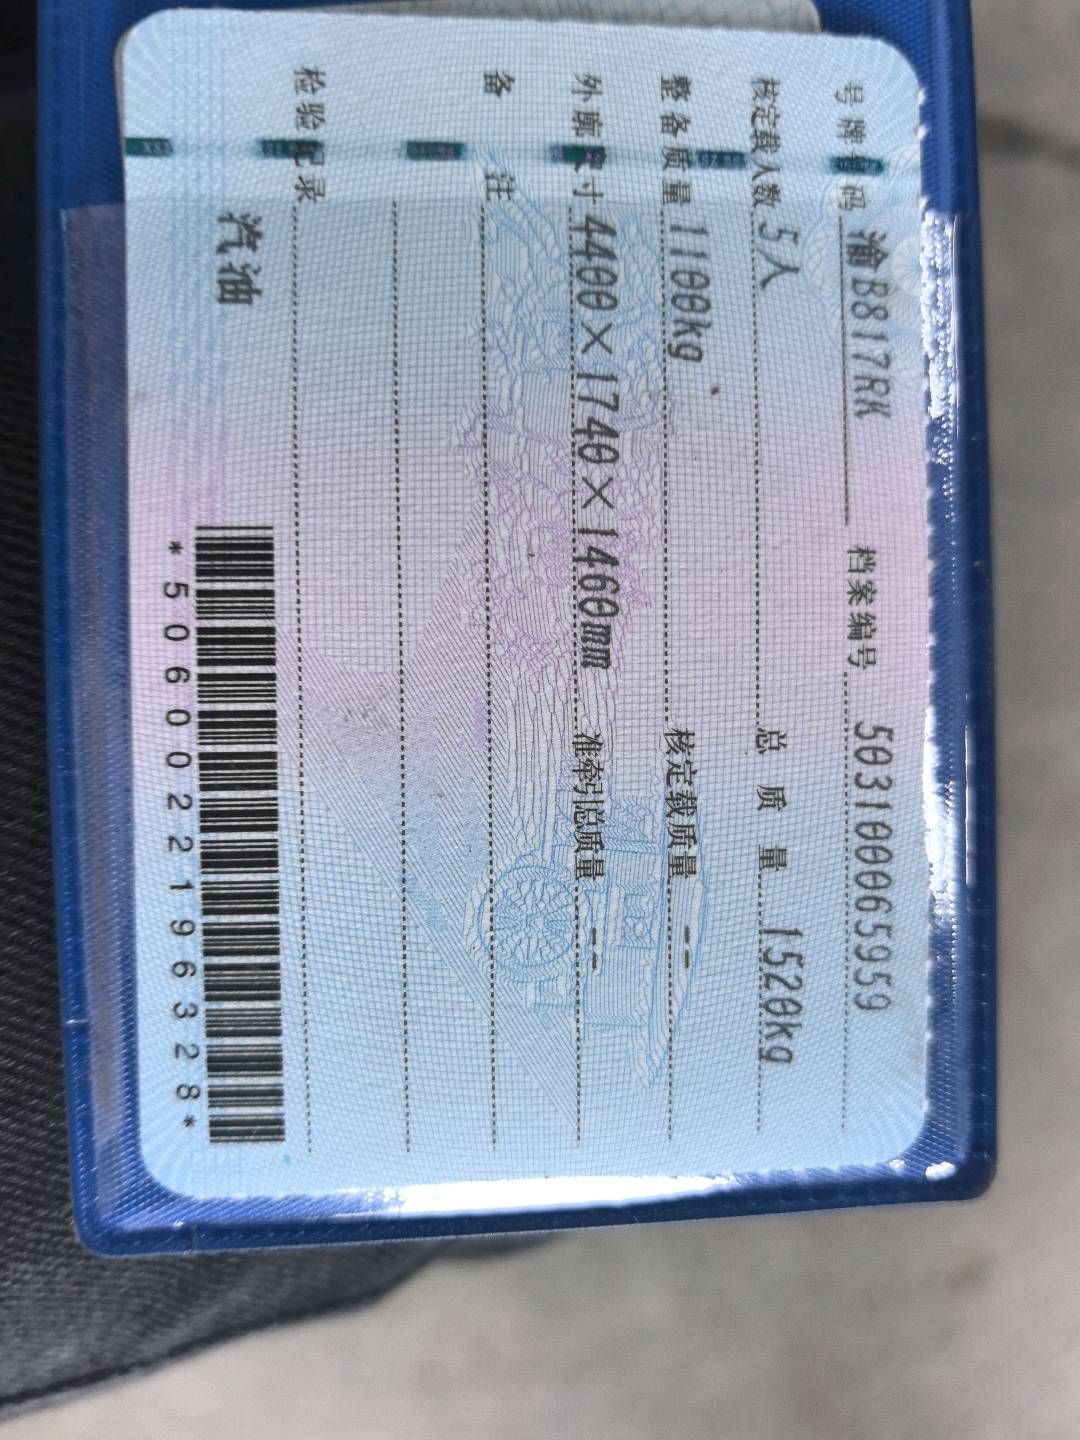 号牌号码 渝B817RK 档案编号 503100065959
核定载人数 5人 总质量 1520kg
整备质量 1100kg 核定载质量 --
外廓尺寸 4400×1740×1460mm 准牵引总质量 --
备注
检验记录
汽油
*5060022196328*